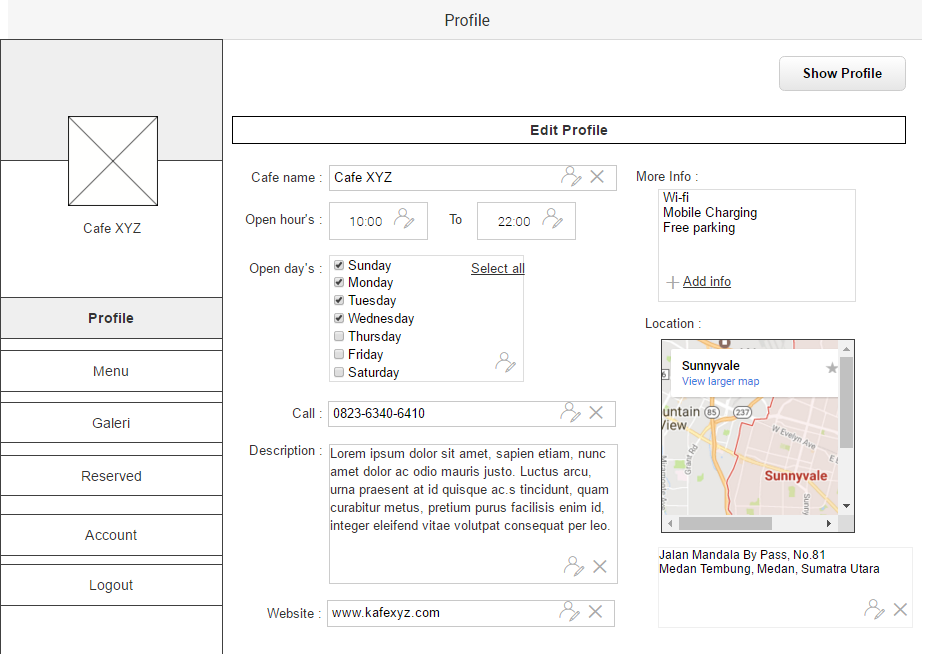 Profile
Show Profile
Edit Profile
Cafe XYZ
Profile
Menu
Galeri
Reserved
Account
Logout
Cafe name :
Cafe XYZ
Open hour's :
10:00
To
22:00
Open day's :
Sunday
Select all
Monday
Tuesday
Wednesday
Thursday
Friday
Saturday
Call :
0823-6340-6410
Description :
Lorem ipsum dolor sit amet, sapien etiam, nunc
amet dolor ac odio mauris justo. Luctus arcu,
urna praesent at id quisque ac.s tincidunt, quam
curabitur metus, pretium purus facilisis enim id,
integer eleifend vitae volutpat consequat per leo.
Website :
www.kafexyz.com
More Info :
Wi-fi
Mobile Charging
Free parking
Add info
Location :
Sunnyvale
View larger map
untain
View
85
237
W Evelyn Ave
Grant Rd
Sunnyvale
Jalan Mandala By Pass, No.81
Medan Tembung, Medan, Sumatra Utara